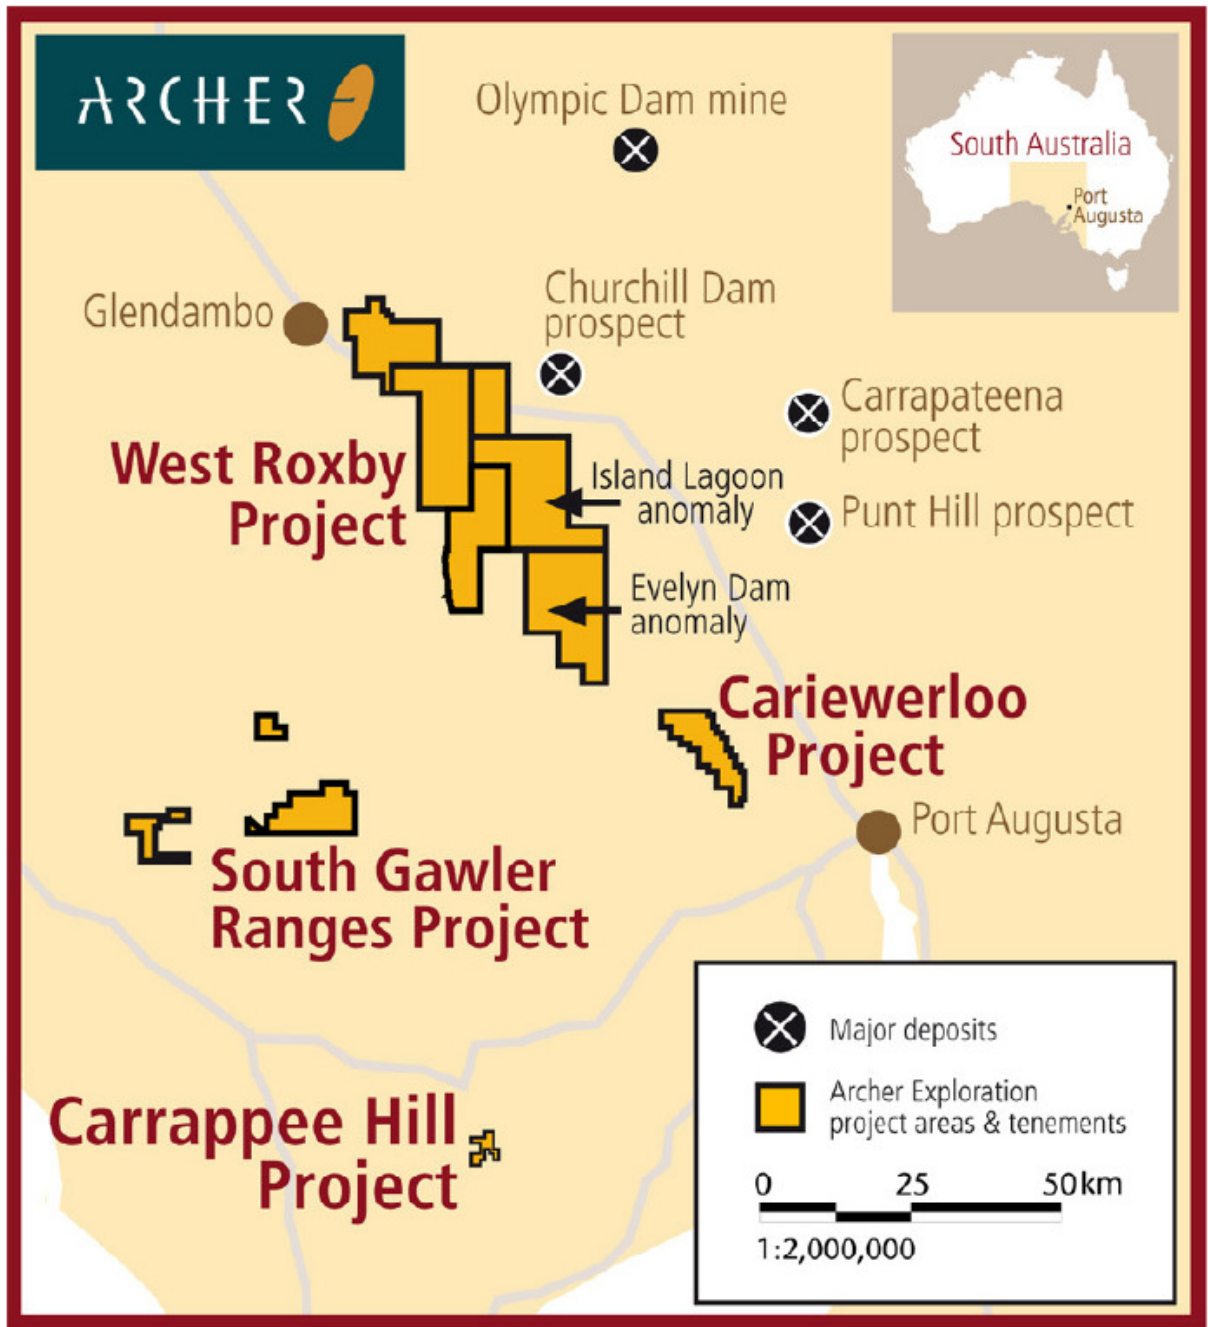 ARCHER
Olympic Dam mine
South Australia
Port
Augusta
Glendambo
Churchill Dam
prospect
Carrapateena
prospect
West Roxby
Project
Island Lagoon
anomaly
Punt Hill prospect
Evelyn Dam
anomaly
Cariewerloo
Project
Port Augusta
South Gawler
Ranges Project
Carrappee Hill
Project
Major deposits
Archer Exploration
project areas & tenements
0 25 50km
1:2,000,000